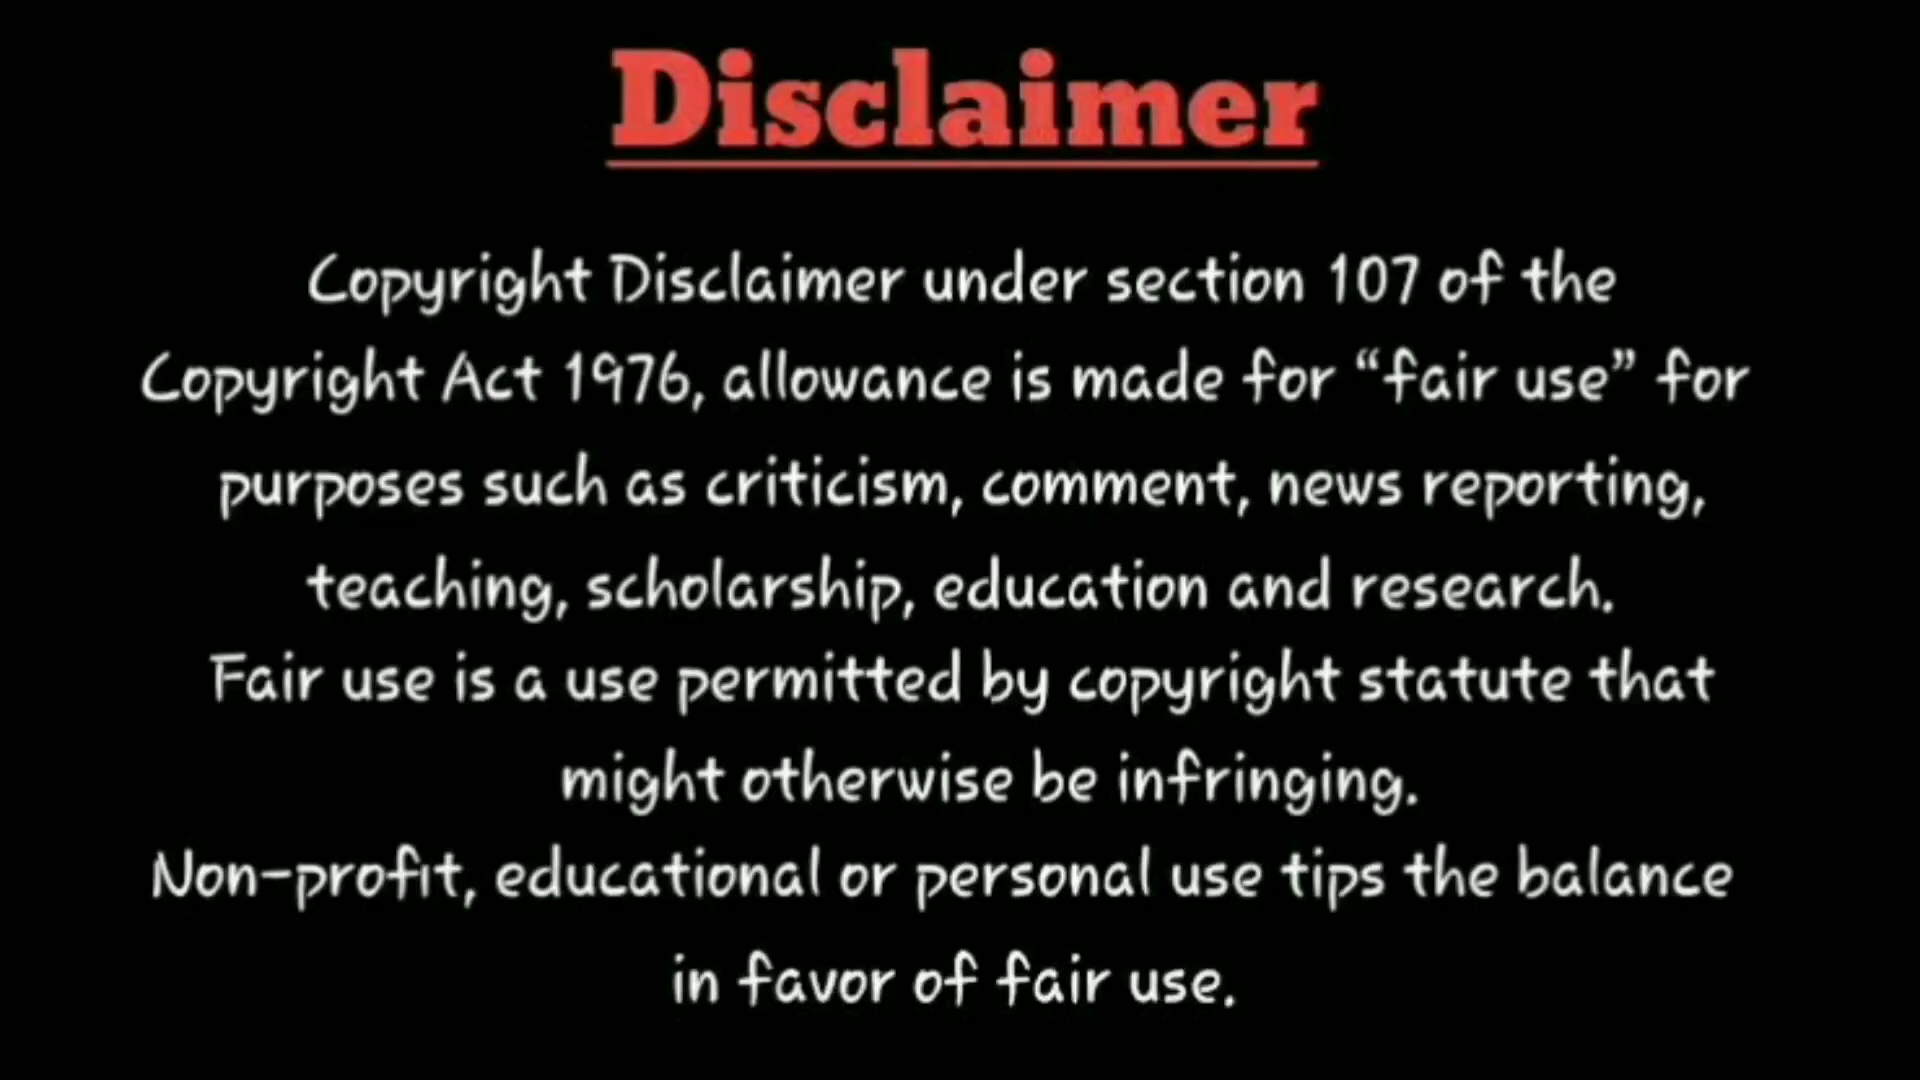 Disclaimer
Copyright Disclaimer under section 107 of the
Copyright Act 1976, allowance is made for “fair use” for
purposes such as criticism, comment, news reporting,
teaching, scholarship, education and research.
Fair use is a use permitted by copyright statute that
might otherwise be infringing.
Non-profit, educational or personal use tips the balance
in favor of fair use.